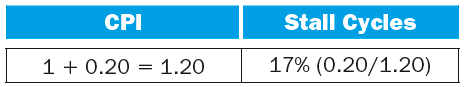 CPI Stall Cycles
1 + 0.20 = 1.20 17% (0.20/1.20)